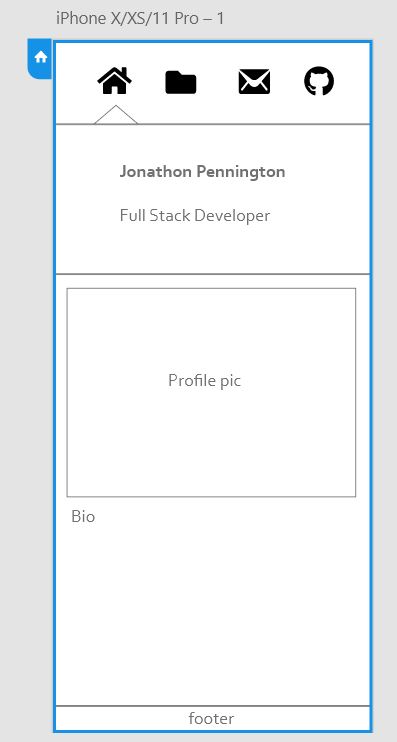 iPhone X/XS/11 Pro – 1
Jonathon Pennington
Full Stack Developer
Profile pic
Bio
footer